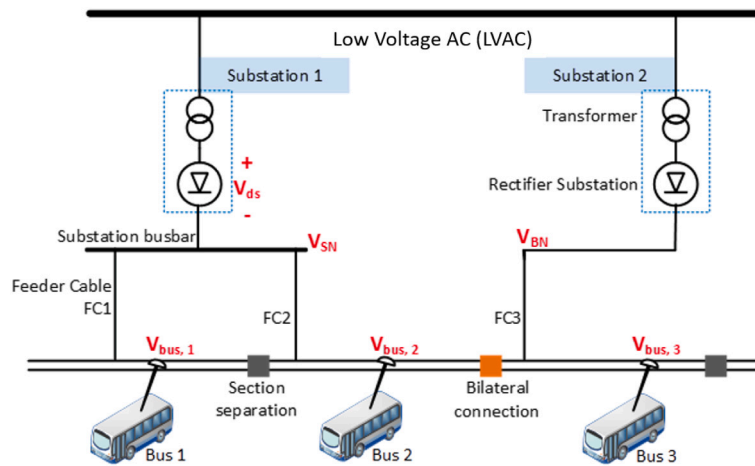 Low Voltage AC (LVAC)
Substation 1
Substation 2
Transformer
+
Vds
-
Rectifier Substation
Substation busbar
VSN
VBN
Feeder Cable
FC1
FC2
FC3
Vbus, 1
Vbus, 2
Vbus, 3
Section
separation
Bilateral
connection
Bus 1
Bus 2
Bus 3